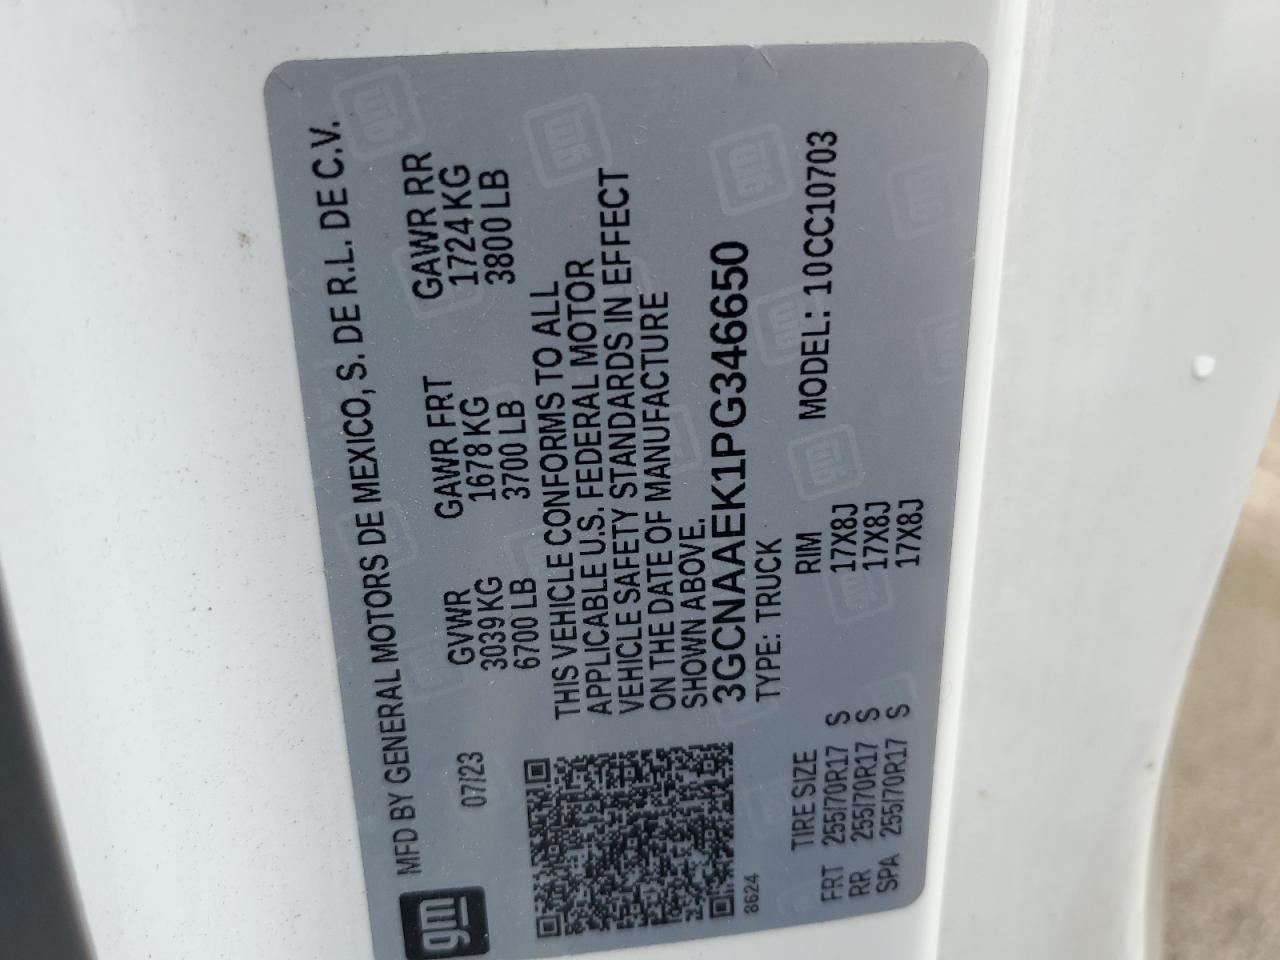 gm
MFD BY GENERAL MOTORS DE MEXICO, S. DE R.L. DE C.V.
07/23
GVWR GAWR FRT GAWR RR
3039 KG 1678 KG 1724 KG
6700 LB 3700 LB 3800 LB
THIS VEHICLE CONFORMS TO ALL
APPLICABLE U.S. FEDERAL MOTOR
VEHICLE SAFETY STANDARDS IN EFFECT
ON THE DATE OF MANUFACTURE
SHOWN ABOVE.
3GCNAAEK1PG346650
8624
TYPE: TRUCK
TIRE SIZE RIM MODEL: 10CC10703
FRT 255/70R17 S 17X8J
RR 255/70R17 S 17X8J
SPA 255/70R17 S 17X8J